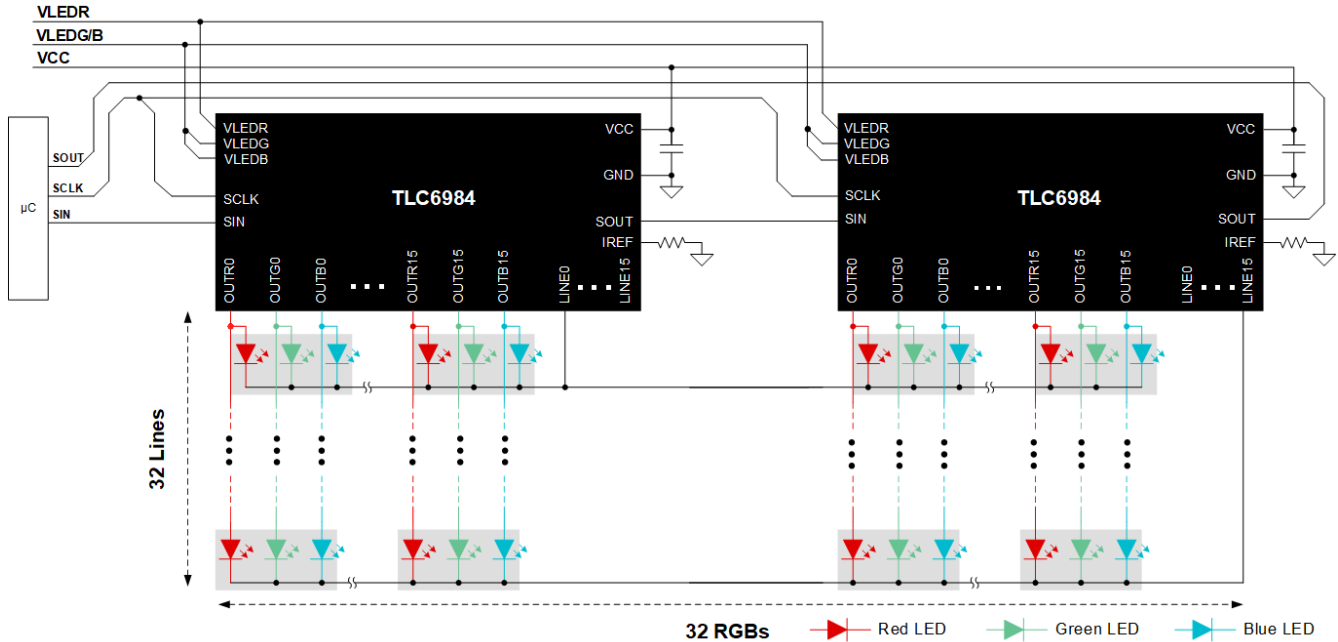 VLEDR
VLEDG/B
VCC
µC
SOUT
SCLK
SIN
VLEDR
VLEDG
VLEDB
SCLK
SIN
TLC6984
VCC
GND
SOUT
IREF
OUTR0
OUTG0
OUTB0
OUTR15
OUTG15
OUTB15
LINE0
LINE15
VLEDR
VLEDG
VLEDB
SCLK
SIN
TLC6984
VCC
GND
SOUT
IREF
OUTR0
OUTG0
OUTB0
OUTR15
OUTG15
OUTB15
LINE0
LINE15
32 Lines
32 RGBs
Red LED
Green LED
Blue LED